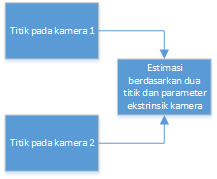 Titik pada kamera 1
Estimasi
berdasarkan dua
titik dan parameter
ekstrinsik kamera
Titik pada kamera 2